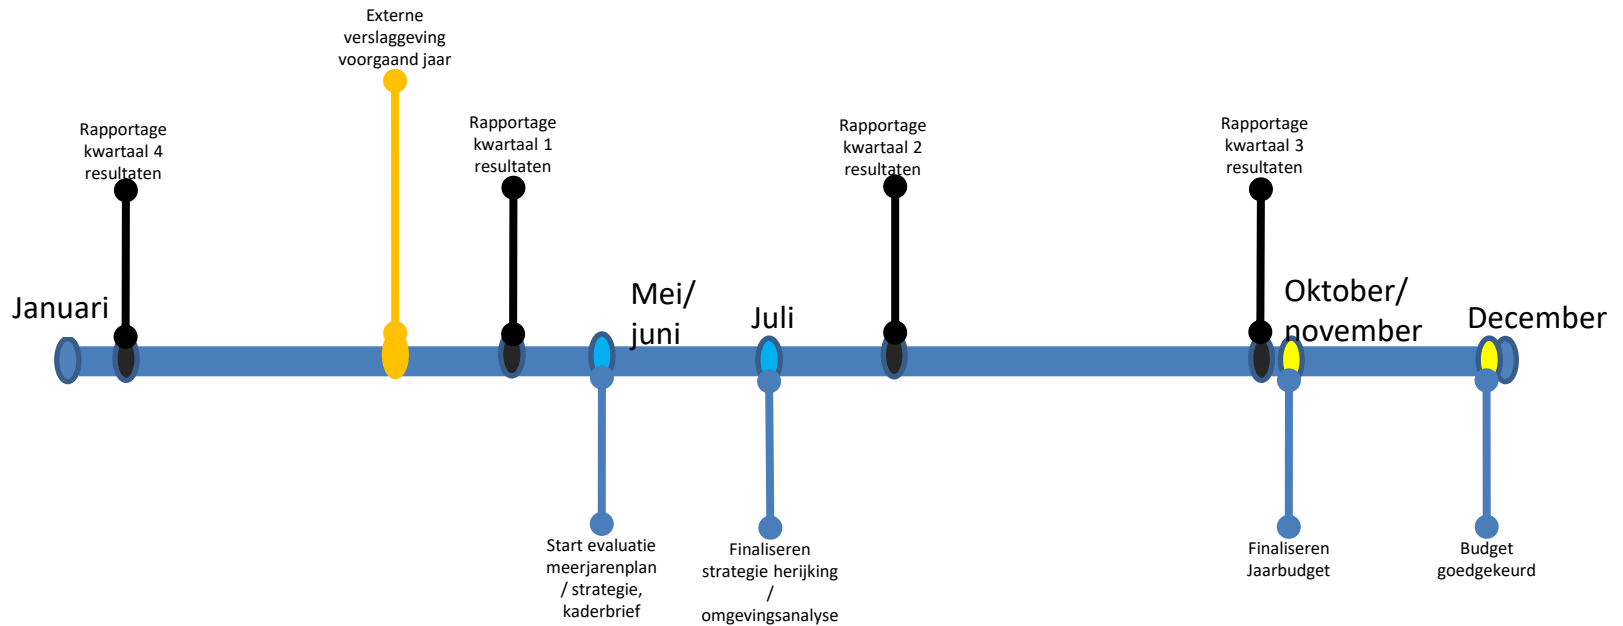 Externe
verslaggeving
voorgaand jaar
Rapportage
kwartaal 4
resultaten
Rapportage
kwartaal 1
resultaten
Rapportage
kwartaal 2
resultaten
Rapportage
kwartaal 3
resultaten
Januari
Mei/
juni
Juli
Oktober/
november
December
Start evaluatie
meerjarenplan
/ strategie,
kaderbrief
Finaliseren
strategie herijking
/
omgevingsanalyse
Finaliseren
Jaarbudget
Budget
goedgekeurd